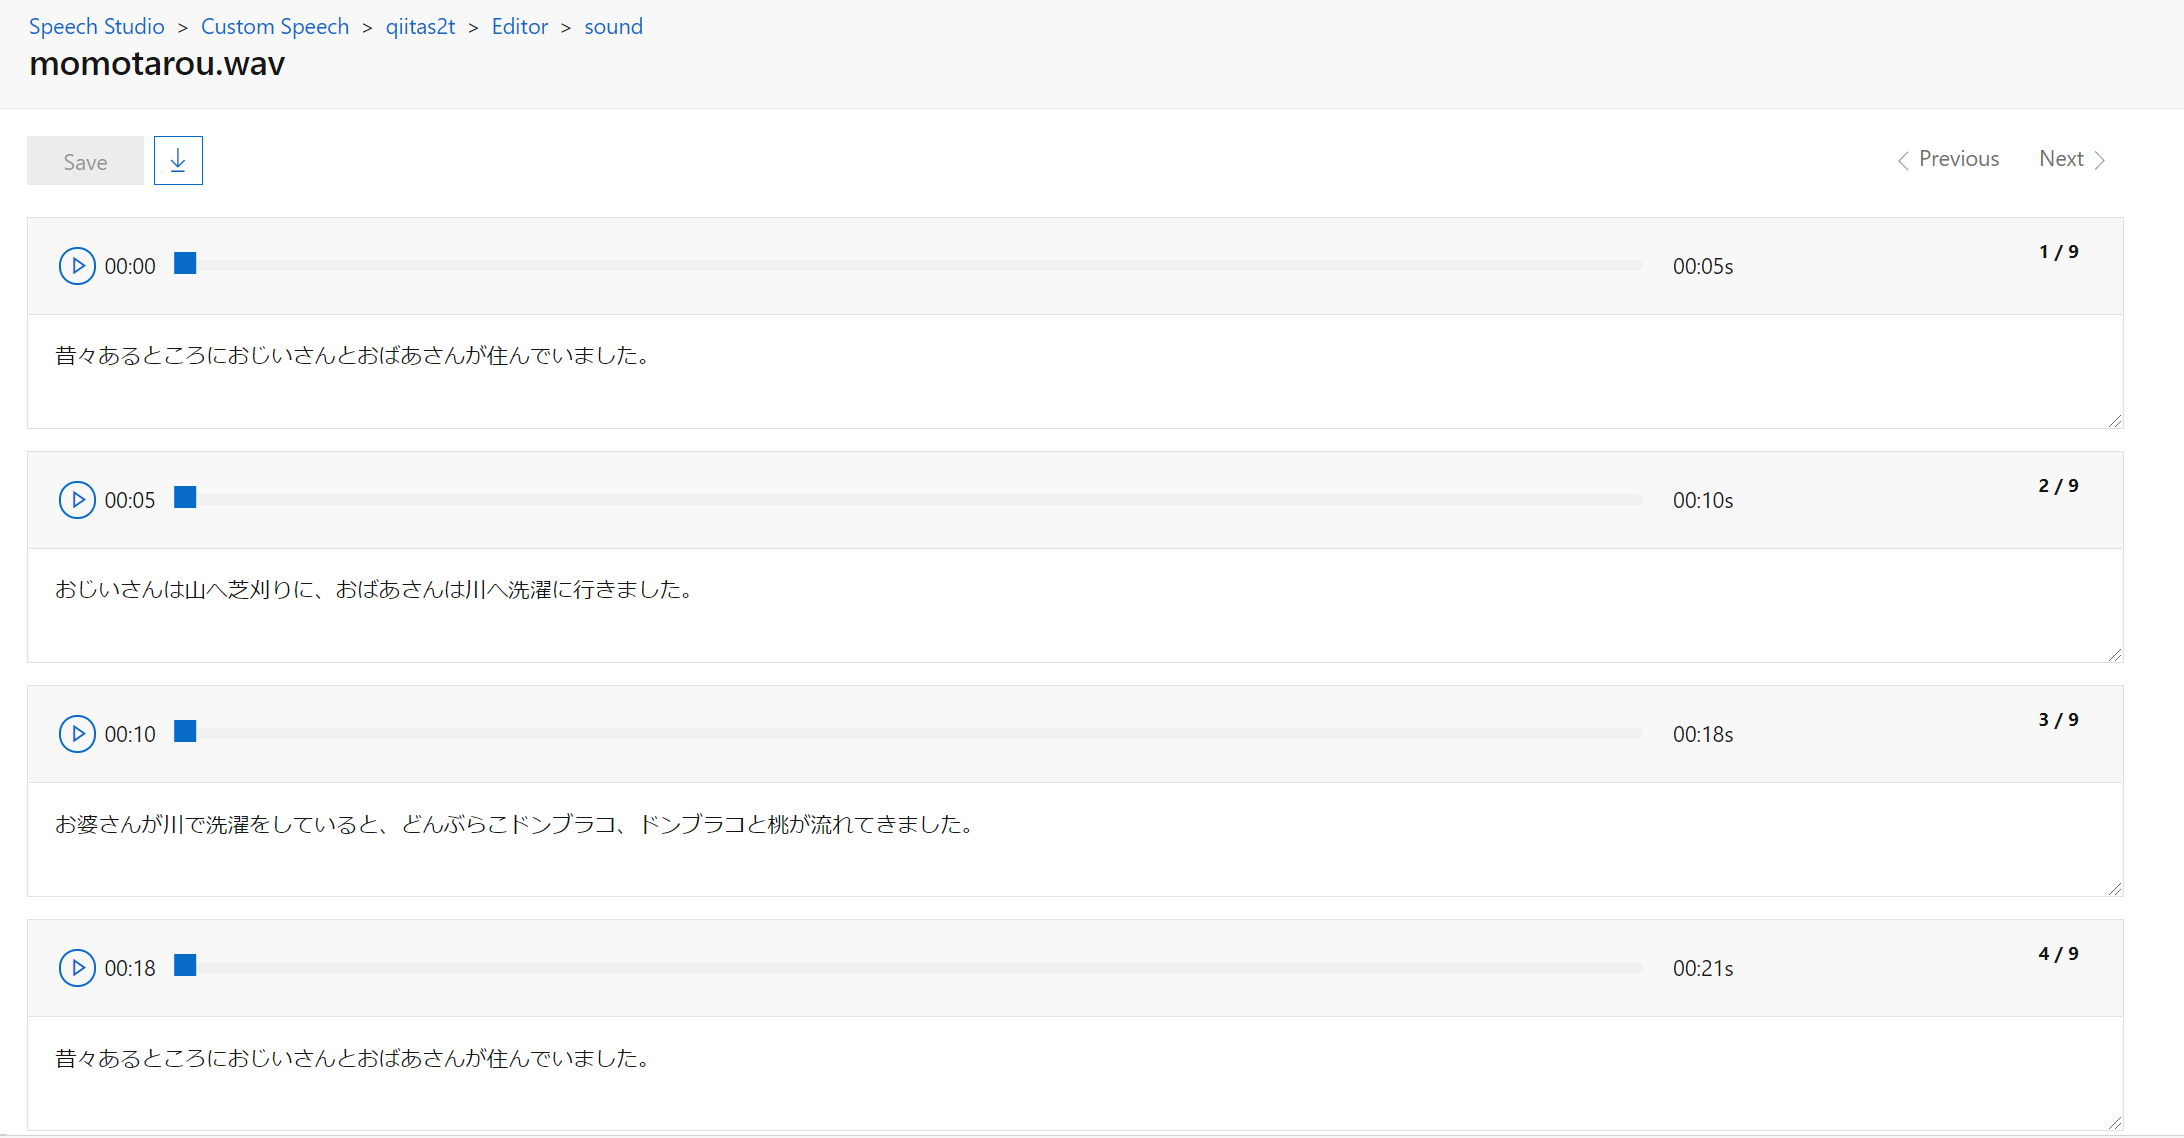 Speech Studio > Custom Speech > qiitas2t > Editor > sound
momotarou.wav
Save
Previous Next
00:00 00:05s 1 / 9
昔々あるところにおじいさんとおばあさんが住んでいました。
00:05 00:10s 2 / 9
おじいさんは山へ芝刈りに、おばあさんは川へ洗濯に行きました。
00:10 00:18s 3 / 9
お婆さんが川で洗濯をしていると、どんぶらこドンブラコ、ドンブラコと桃が流れてきました。
00:18 00:21s 4 / 9
昔々あるところにおじいさんとおばあさんが住んでいました。